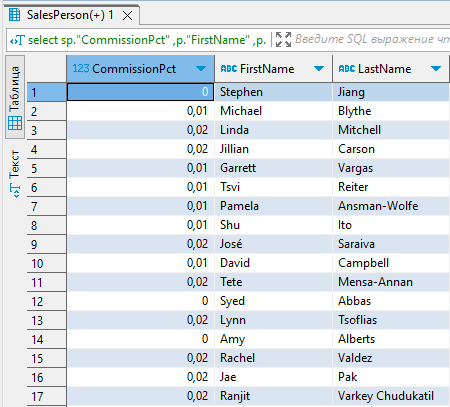 SalesPerson(+) 1
select sp."CommissionPct" ,p."FirstName" ,p. Введите SQL выражение чт
Таблица
Текст
123 CommissionPct ABC FirstName ABC LastName
1 0 Stephen Jiang
2 0,01 Michael Blythe
3 0,02 Linda Mitchell
4 0,02 Jillian Carson
5 0,01 Garrett Vargas
6 0,01 Tsvi Reiter
7 0,01 Pamela Ansman-Wolfe
8 0,01 Shu Ito
9 0,02 José Saraiva
10 0,01 David Campbell
11 0,02 Tete Mensa-Annan
12 0 Syed Abbas
13 0,02 Lynn Tsoflias
14 0 Amy Alberts
15 0,02 Rachel Valdez
16 0,02 Jae Pak
17 0,02 Ranjit Varkey Chudukatil